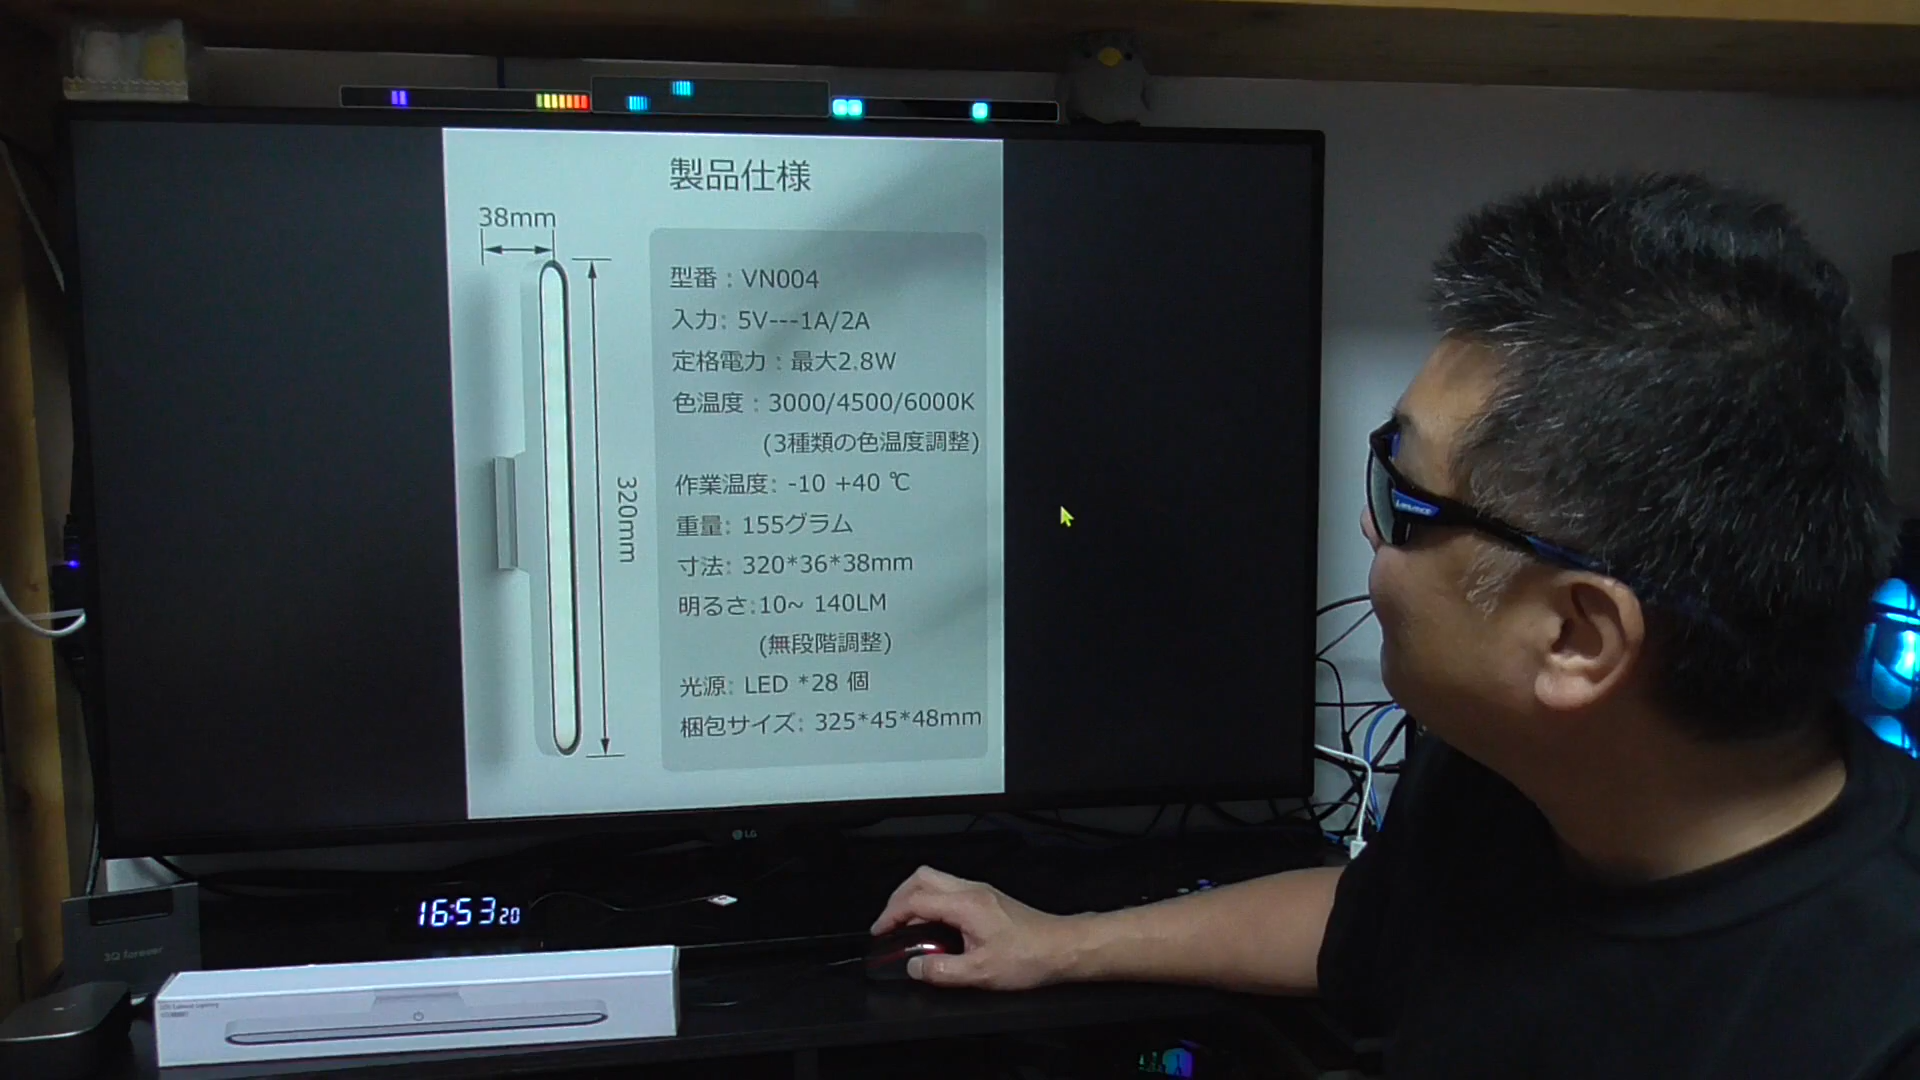 製品仕様
38mm
320mm
型番：VN004
入力: 5V---1A/2A
定格電力：最大2.8W
色温度：3000/4500/6000K
(3種類の色温度調整)
作業温度: -10 +40 ℃
重量: 155グラム
寸法: 320*36*38mm
明るさ:10~ 140LM
(無段階調整)
光源: LED *28 個
梱包サイズ: 325*45*48mm
LG
16:53 20
3Q forever